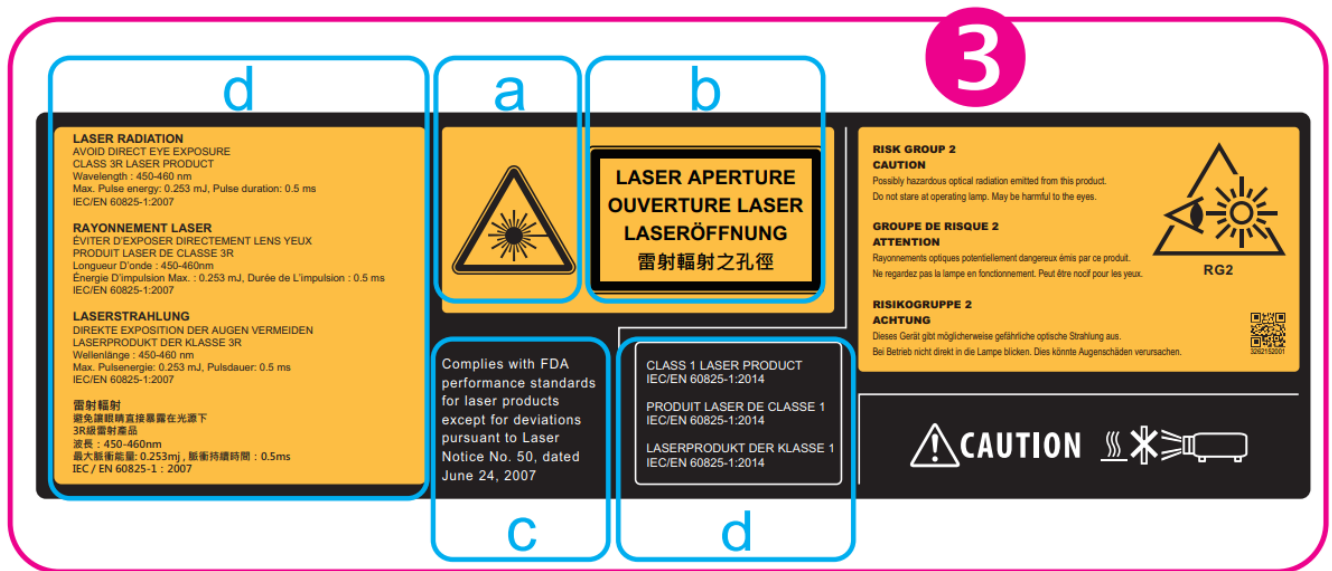 3
d
LASER RADIATION
AVOID DIRECT EYE EXPOSURE
CLASS 3R LASER PRODUCT
Wavelength : 450-460 nm
Max. Pulse energy: 0.253 mJ, Pulse duration: 0.5 ms
IEC/EN 60825-1:2007
RAYONNEMENT LASER
ÉVITER D'EXPOSER DIRECTEMENT LENS YEUX
PRODUIT LASER DE CLASSE 3R
Longueur D'onde : 450-460nm
Énergie D'impulsion Max. : 0.253 mJ, Durée de L'impulsion : 0.5 ms
IEC/EN 60825-1:2007
LASERSTRAHLUNG
DIREKTE EXPOSITION DER AUGEN VERMEIDEN
LASERPRODUKT DER KLASSE 3R
Wellenlänge : 450-460 nm
Max. Pulsenergie: 0.253 mJ, Pulsdauer: 0.5 ms
IEC/EN 60825-1:2007
雷射輻射
避免讓眼睛直接暴露在光源下
3R級雷射產品
波長：450-460nm
最大脈衝能量: 0.253mj , 脈衝持續時間：0.5ms
IEC / EN 60825-1：2007
a
b
LASER APERTURE
OUVERTURE LASER
LASERÖFFNUNG
雷射輻射之孔徑
Complies with FDA
performance standards
for laser products
except for deviations
pursuant to Laser
Notice No. 50, dated
June 24, 2007
c
CLASS 1 LASER PRODUCT
IEC/EN 60825-1:2014
PRODUIT LASER DE CLASSE 1
IEC/EN 60825-1:2014
LASERPRODUKT DER KLASSE 1
IEC/EN 60825-1:2014
d
RISK GROUP 2
CAUTION
Possibly hazardous optical radiation emitted from this product.
Do not stare at operating lamp. May be harmful to the eyes.
GROUPE DE RISQUE 2
ATTENTION
Rayonnements optiques potentiellement dangereux émis par ce produit.
Ne regardez pas la lampe en fonctionnement. Peut être nocif pour les yeux.
RISIKOGRUPPE 2
ACHTUNG
Dieses Gerät gibt möglicherweise gefährliche optische Strahlung aus.
Bei Betrieb nicht direkt in die Lampe blicken. Dies könnte Augenschäden verursachen.
RG2
3262152001
CAUTION